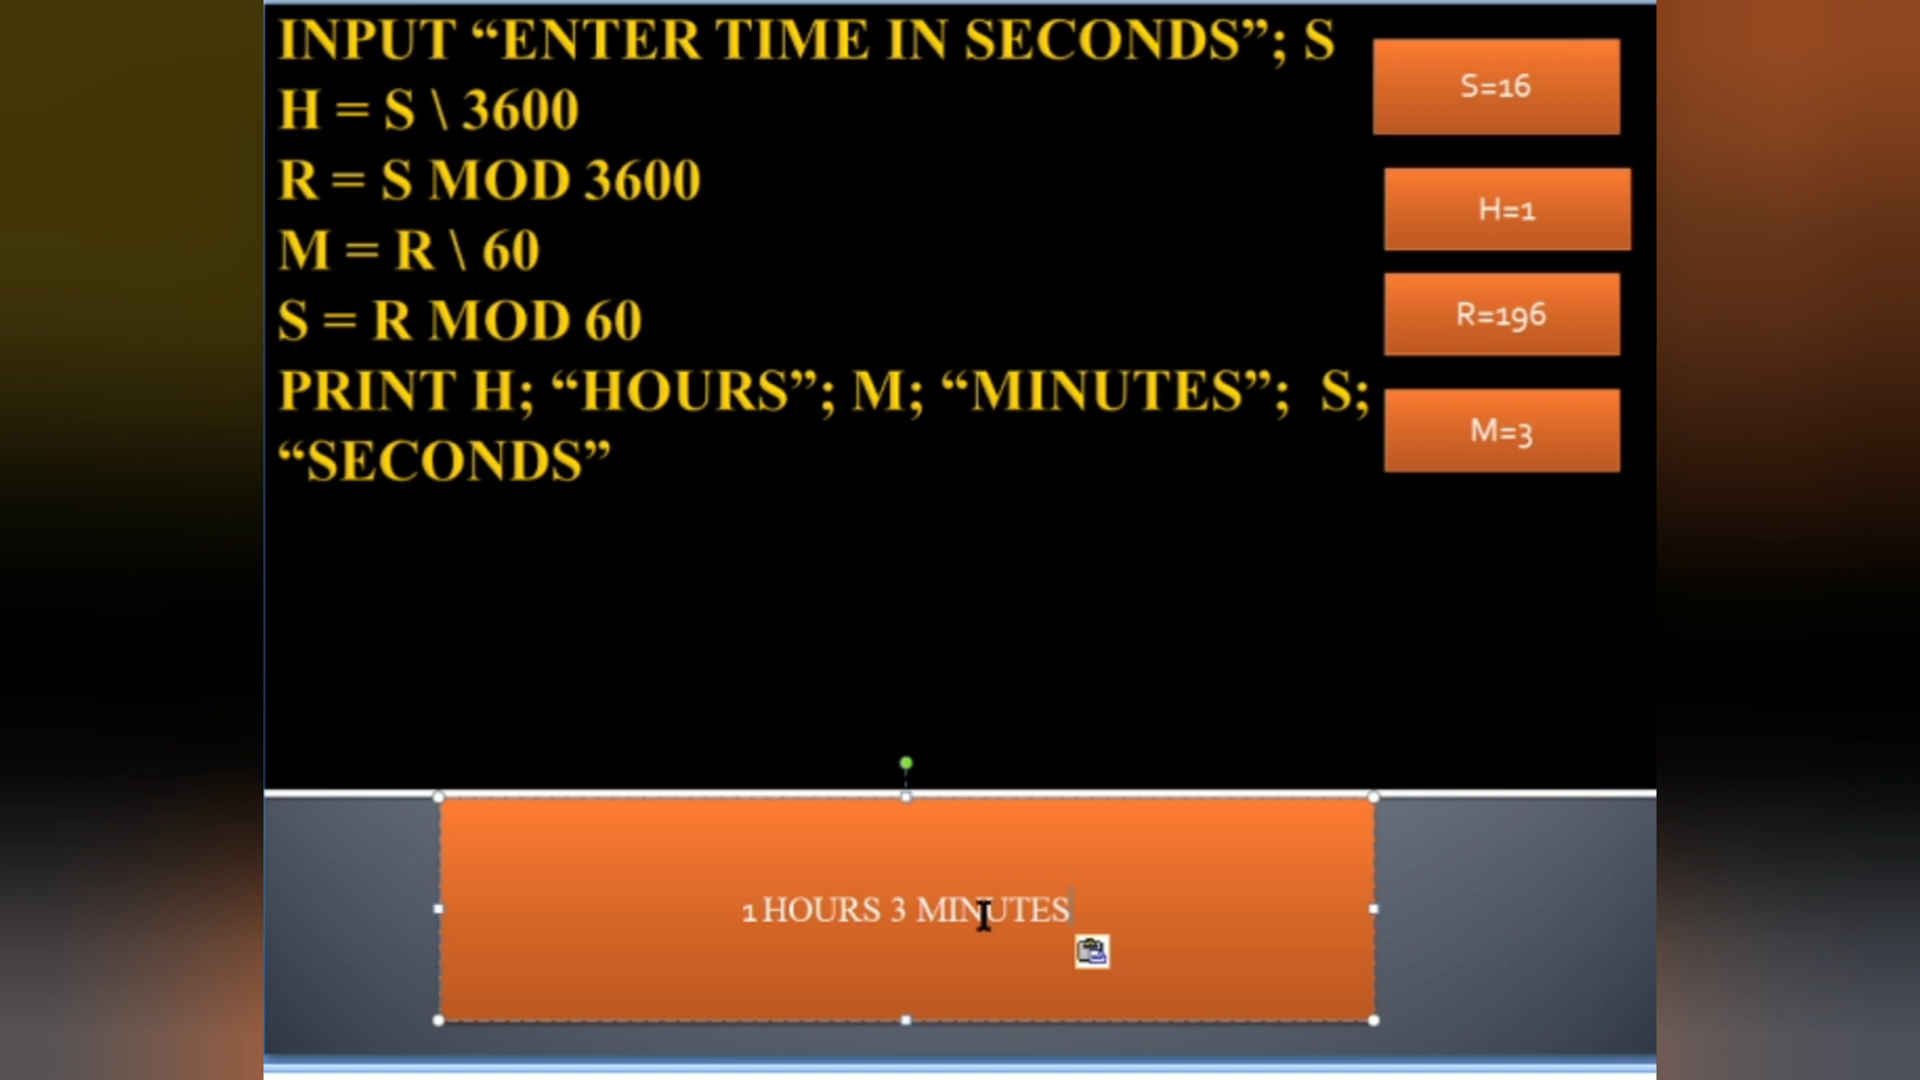 INPUT “ENTER TIME IN SECONDS”; S
H = S \ 3600
R = S MOD 3600
M = R \ 60
S = R MOD 60
PRINT H; “HOURS”; M; “MINUTES”; S;
“SECONDS”
S=16
H=1
R=196
M=3
1 HOURS 3 MINUTES